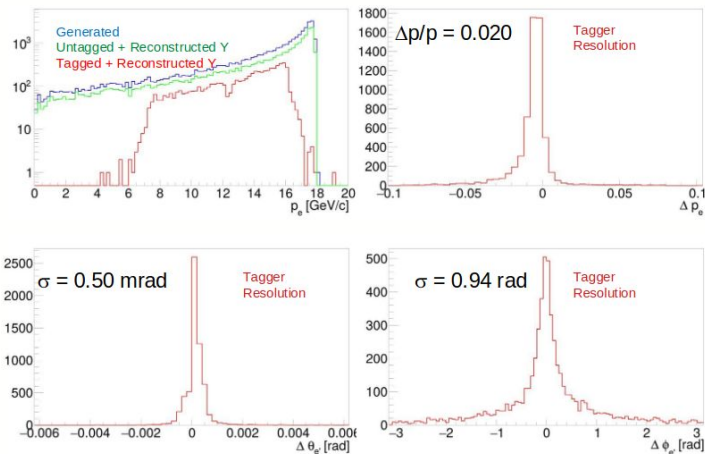 Generated
Untagged + Reconstructed Y
Tagged + Reconstructed Y
10³
10²
10
1
0 2 4 6 8 10 12 14 16 18 20
p_e [GeV/c]
Δp/p = 0.020
Tagger
Resolution
1800
1600
1400
1200
1000
800
600
400
200
0
−0.1 −0.05 0 0.05 0.1
Δ p_e
σ = 0.50 mrad
Tagger
Resolution
2500
2000
1500
1000
500
0
−0.006 −0.004 −0.002 0 0.002 0.004 0.006
Δ θ_e' [rad]
σ = 0.94 rad
Tagger
Resolution
500
400
300
200
100
0
−3 −2 −1 0 1 2 3
Δ ϕ_e' [rad]